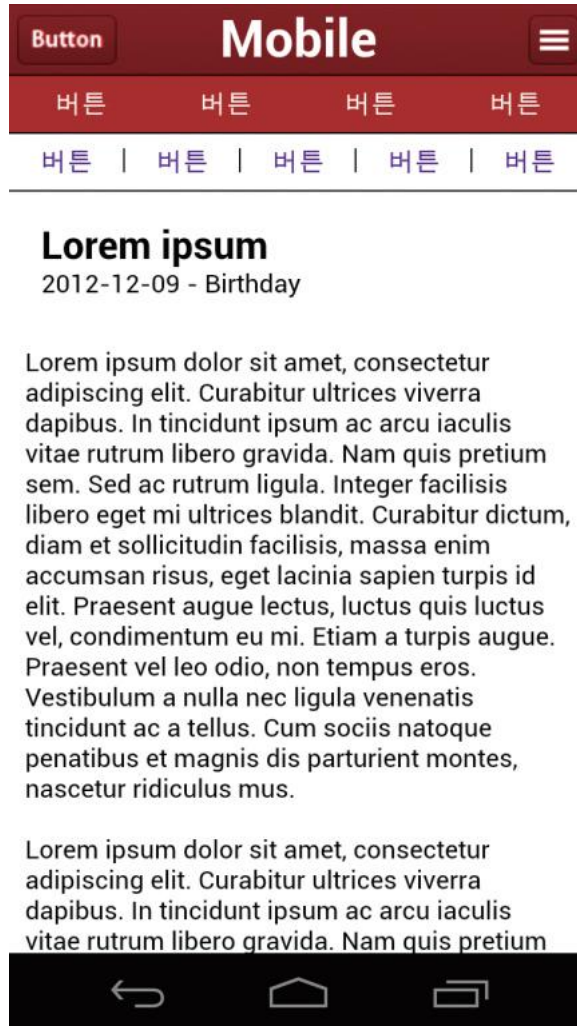 Button Mobile
버튼 버튼 버튼 버튼
버튼 | 버튼 | 버튼 | 버튼 | 버튼
Lorem ipsum
2012-12-09 - Birthday
Lorem ipsum dolor sit amet, consectetur
adipiscing elit. Curabitur ultrices viverra
dapibus. In tincidunt ipsum ac arcu iaculis
vitae rutrum libero gravida. Nam quis pretium
sem. Sed ac rutrum ligula. Integer facilisis
libero eget mi ultrices blandit. Curabitur dictum,
diam et sollicitudin facilisis, massa enim
accumsan risus, eget lacinia sapien turpis id
elit. Praesent augue lectus, luctus quis luctus
vel, condimentum eu mi. Etiam a turpis augue.
Praesent vel leo odio, non tempus eros.
Vestibulum a nulla nec ligula venenatis
tincidunt ac a tellus. Cum sociis natoque
penatibus et magnis dis parturient montes,
nascetur ridiculus mus.
Lorem ipsum dolor sit amet, consectetur
adipiscing elit. Curabitur ultrices viverra
dapibus. In tincidunt ipsum ac arcu iaculis
vitae rutrum libero gravida. Nam quis pretium